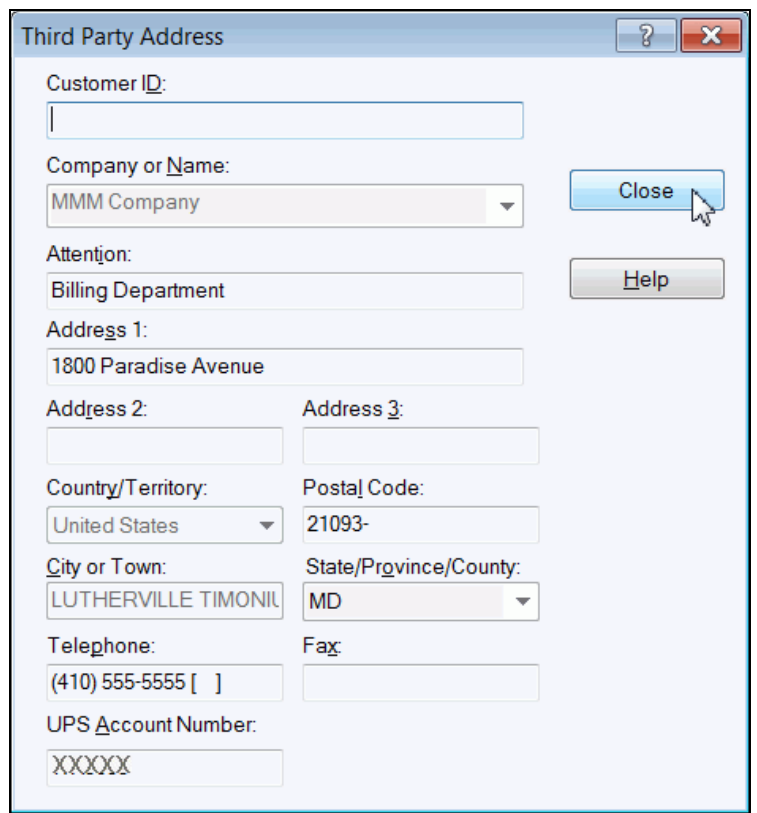 Third Party Address
Customer ID:
Company or Name:
MMM Company
Close
Attention:
Billing Department
Help
Address 1:
1800 Paradise Avenue
Address 2: Address 3:
Country/Territory: Postal Code:
United States 21093-
City or Town: State/Province/County:
LUTHERVILLE TIMONIU MD
Telephone: Fax:
(410) 555-5555 [ ]
UPS Account Number:
XXXXX